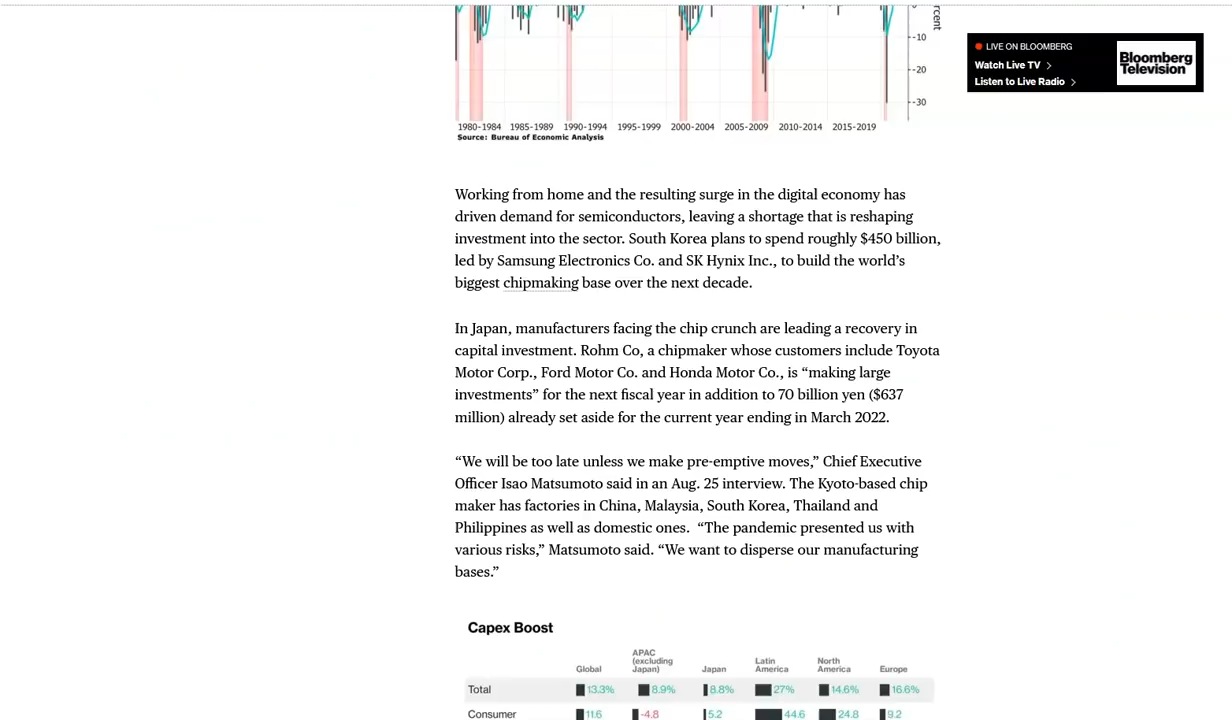 rcent
-10
-20
-30
1980-1984 1985-1989 1990-1994 1995-1999 2000-2004 2005-2009 2010-2014 2015-2019
Source: Bureau of Economic Analysis
LIVE ON BLOOMBERG
Watch Live TV >
Listen to Live Radio >
Bloomberg
Television
Working from home and the resulting surge in the digital economy has
driven demand for semiconductors, leaving a shortage that is reshaping
investment into the sector. South Korea plans to spend roughly $450 billion,
led by Samsung Electronics Co. and SK Hynix Inc., to build the world’s
biggest chipmaking base over the next decade.
In Japan, manufacturers facing the chip crunch are leading a recovery in
capital investment. Rohm Co, a chipmaker whose customers include Toyota
Motor Corp., Ford Motor Co. and Honda Motor Co., is “making large
investments” for the next fiscal year in addition to 70 billion yen ($637
million) already set aside for the current year ending in March 2022.
“We will be too late unless we make pre-emptive moves,” Chief Executive
Officer Isao Matsumoto said in an Aug. 25 interview. The Kyoto-based chip
maker has factories in China, Malaysia, South Korea, Thailand and
Philippines as well as domestic ones. “The pandemic presented us with
various risks,” Matsumoto said. “We want to disperse our manufacturing
bases.”
Capex Boost
Global APAC (excluding Japan) Japan Latin America North America Europe
Total 13.3% 8.9% 8.8% 27% 14.6% 16.6%
Consumer 11.6 -4.8 5.2 44.6 24.8 9.2